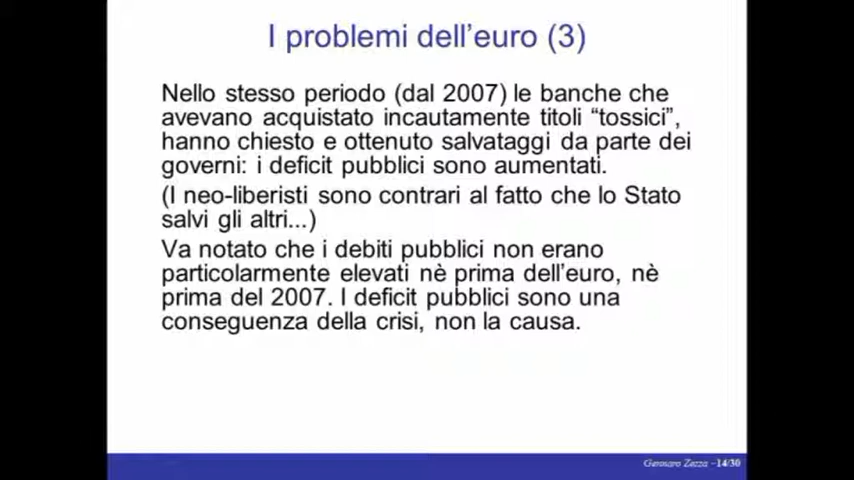 I problemi dell'euro (3)
Nello stesso periodo (dal 2007) le banche che
avevano acquistato incautamente titoli “tossici”,
hanno chiesto e ottenuto salvataggi da parte dei
governi: i deficit pubblici sono aumentati.
(I neo-liberisti sono contrari al fatto che lo Stato
salvi gli altri...)
Va notato che i debiti pubblici non erano
particolarmente elevati nè prima dell'euro, nè
prima del 2007. I deficit pubblici sono una
conseguenza della crisi, non la causa.
Gennaro Zezza - 14/30